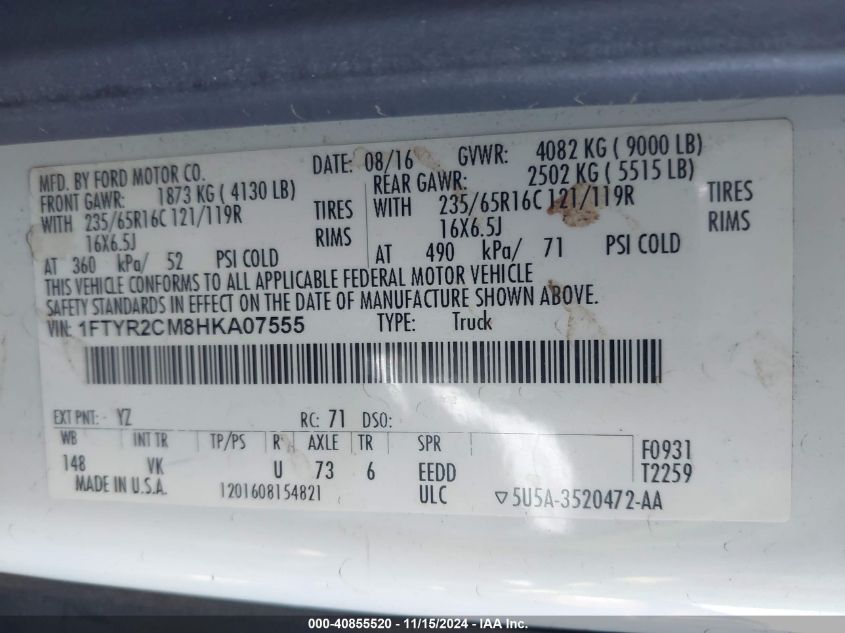 MFD. BY FORD MOTOR CO. DATE: 08/16 GVWR: 4082 KG ( 9000 LB)
FRONT GAWR: 1873 KG ( 4130 LB) REAR GAWR: 2502 KG ( 5515 LB)
WITH 235/65R16C 121/119R TIRES WITH 235/65R16C 121/119R TIRES
16X6.5J RIMS 16X6.5J RIMS
AT 360 kPa/ 52 PSI COLD AT 490 kPa/ 71 PSI COLD
THIS VEHICLE CONFORMS TO ALL APPLICABLE FEDERAL MOTOR VEHICLE
SAFETY STANDARDS IN EFFECT ON THE DATE OF MANUFACTURE SHOWN ABOVE.
VIN: 1FTYR2CM8HKA07555 TYPE: Truck
EXT PNT: YZ RC: 71 DSO:
WB INT TR TP/PS R AXLE TR SPR F0931
148 VK U 73 6 EEDD T2259
MADE IN U.S.A. 1201608154821 ULC ▽5U5A-3520472-AA
000-40855520 - 11/15/2024 - IAA Inc.